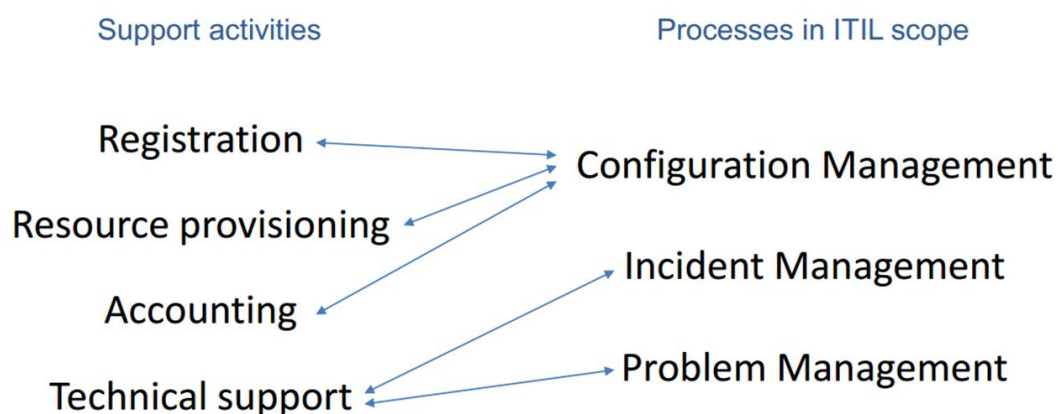 Support activities
Processes in ITIL scope
Registration
Configuration Management
Resource provisioning
Incident Management
Accounting
Problem Management
Technical support